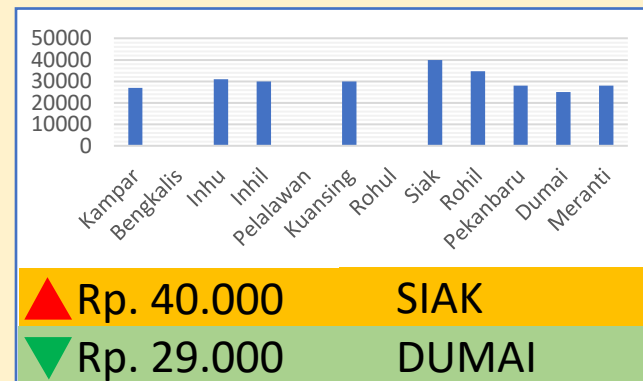 50000
40000
30000
20000
10000
0
Kampar
Bengkalis
Inhu
Inhil
Pelalawan
Kuansing
Rohul
Siak
Rohil
Pekanbaru
Dumai
Meranti
Rp. 40.000 SIAK
Rp. 29.000 DUMAI